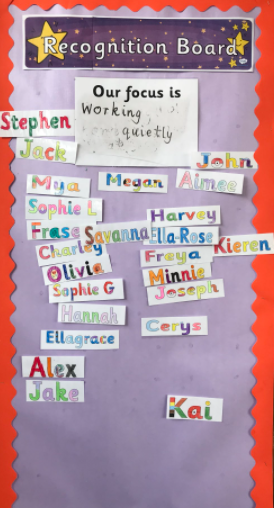 Recognition Board
Our focus is
Working
quietly
Stephen
Jack
John
Mya
Megan
Aimee
Sophie L
Harvey
Frase
Savanna
Ella-Rose
Kieren
Charley
Freya
Olivia
Minnie
Sophie G
Joseph
Hannah
Cerys
Ellagrace
Alex
Jake
Kai